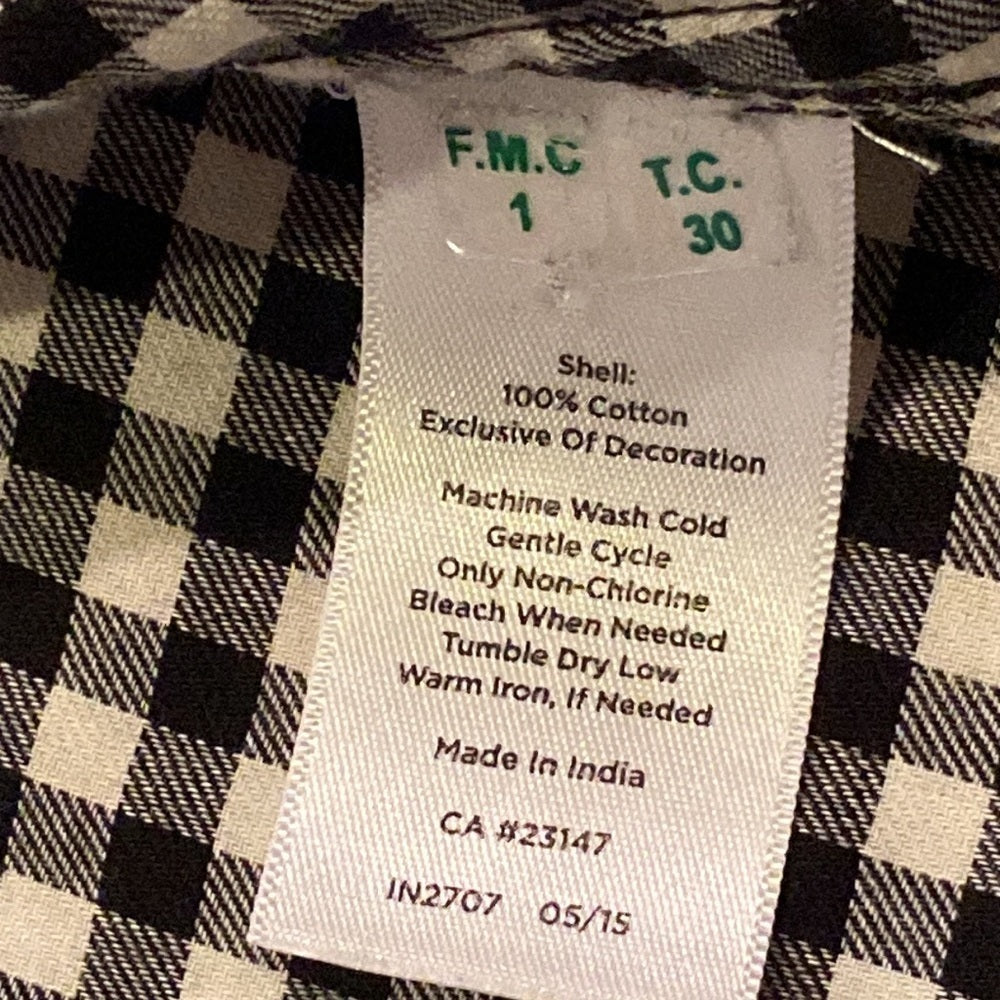 F.M.C
1
T.C.
30
Shell:
100% Cotton
Exclusive Of Decoration
Machine Wash Cold
Gentle Cycle
Only Non-Chlorine
Bleach When Needed
Tumble Dry Low
Warm Iron, If Needed
Made In India
CA #23147
IN2707 05/15